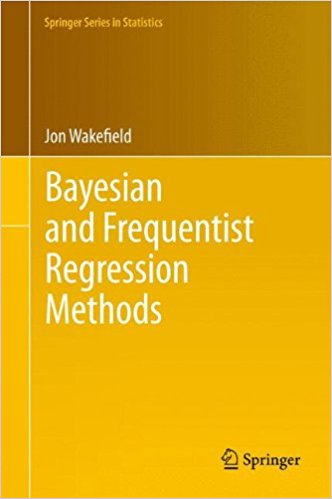 Springer Series in Statistics
Jon Wakefield
Bayesian
and Frequentist
Regression
Methods
Springer